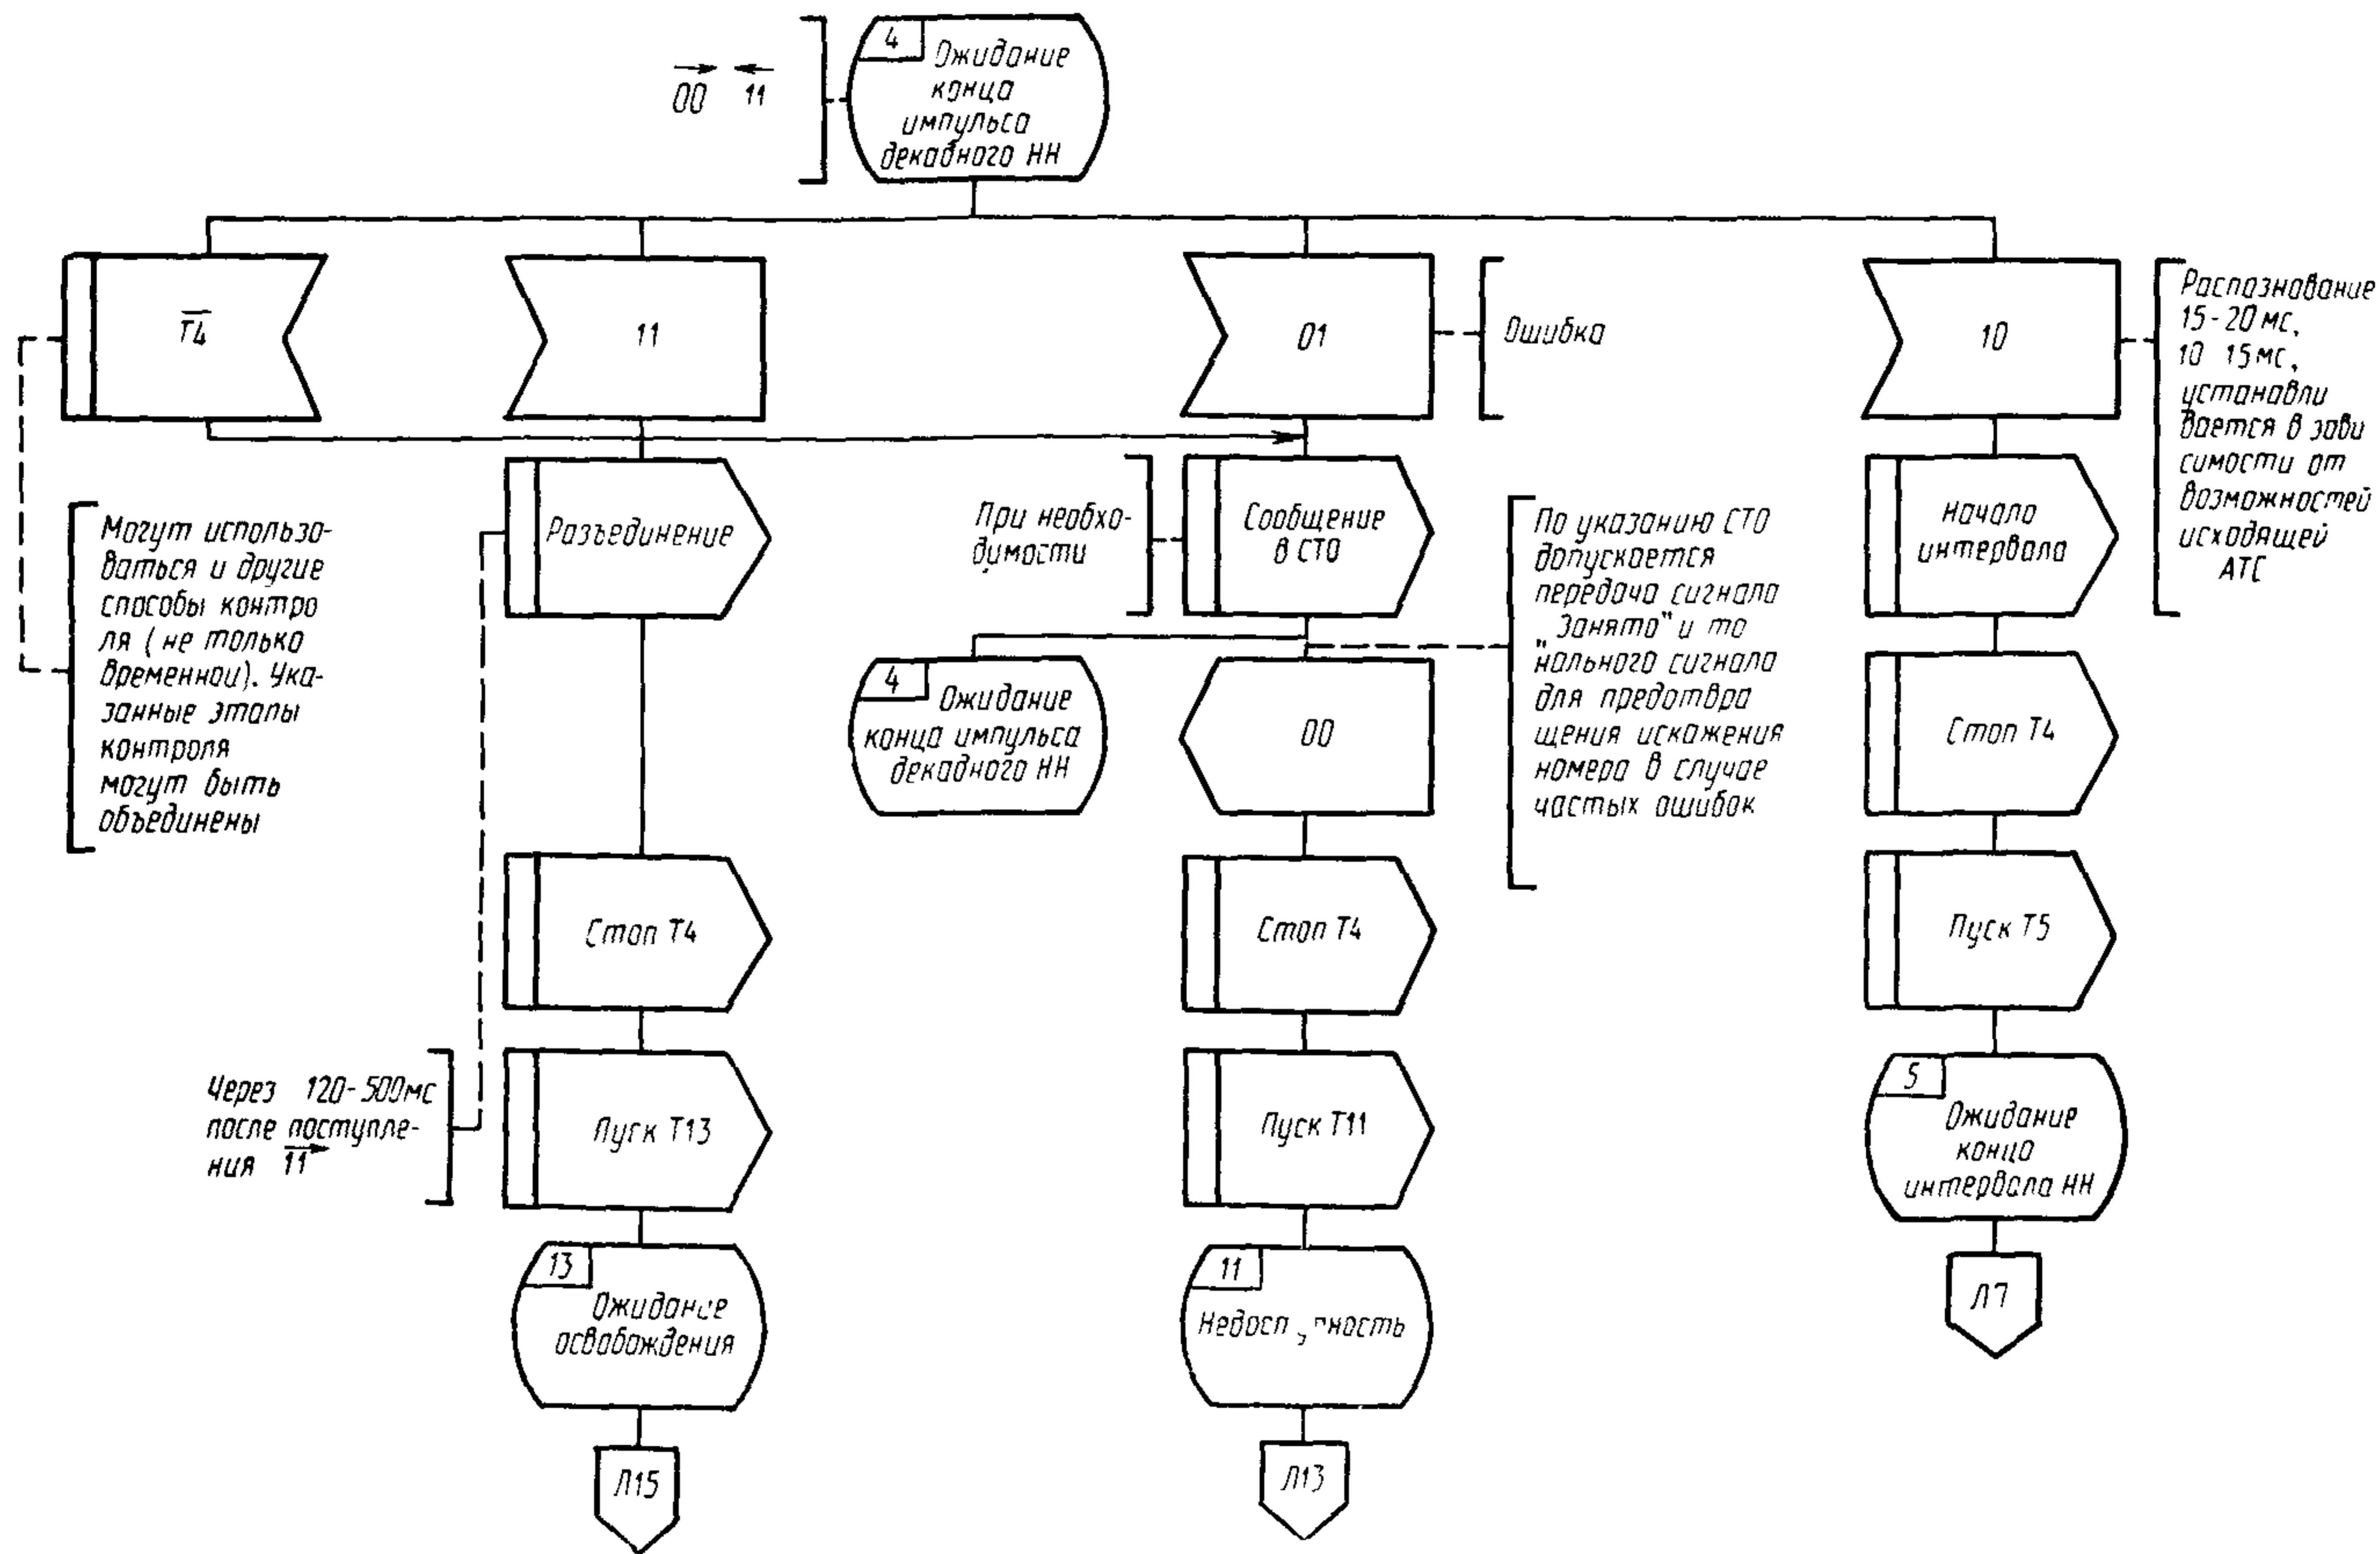 4
Ожидание
конца
импульса
декадного НН
00 11
Т4
11
01
Ошибка
10
Распознование
15-20 мс,
10 15 мс,
установли
вается в зави
симости от
возможностей
исходящей
АТС
Могут использо-
ваться и другие
способы контро
ля (не только
временной). Ука-
занные этапы
контроля
могут быть
объединены
Разъединение
При необхо-
димости
Сообщение
в СТО
По указанию СТО
допускается
передача сигнала
"Занято" и то
нального сигнала
для предотвра
щения искажения
номера в случае
частых ошибок
Начало
интервала
4
Ожидание
конца импульса
декадного НН
00
Стоп Т4
Стоп Т4
Стоп Т4
Пуск Т5
Через 120-500мс
после поступле-
ния 11
Пуск Т13
Пуск Т11
5
Ожидание
конца
интервала НН
13
Ожидание
освобождения
11
Л7
Л15
Л13